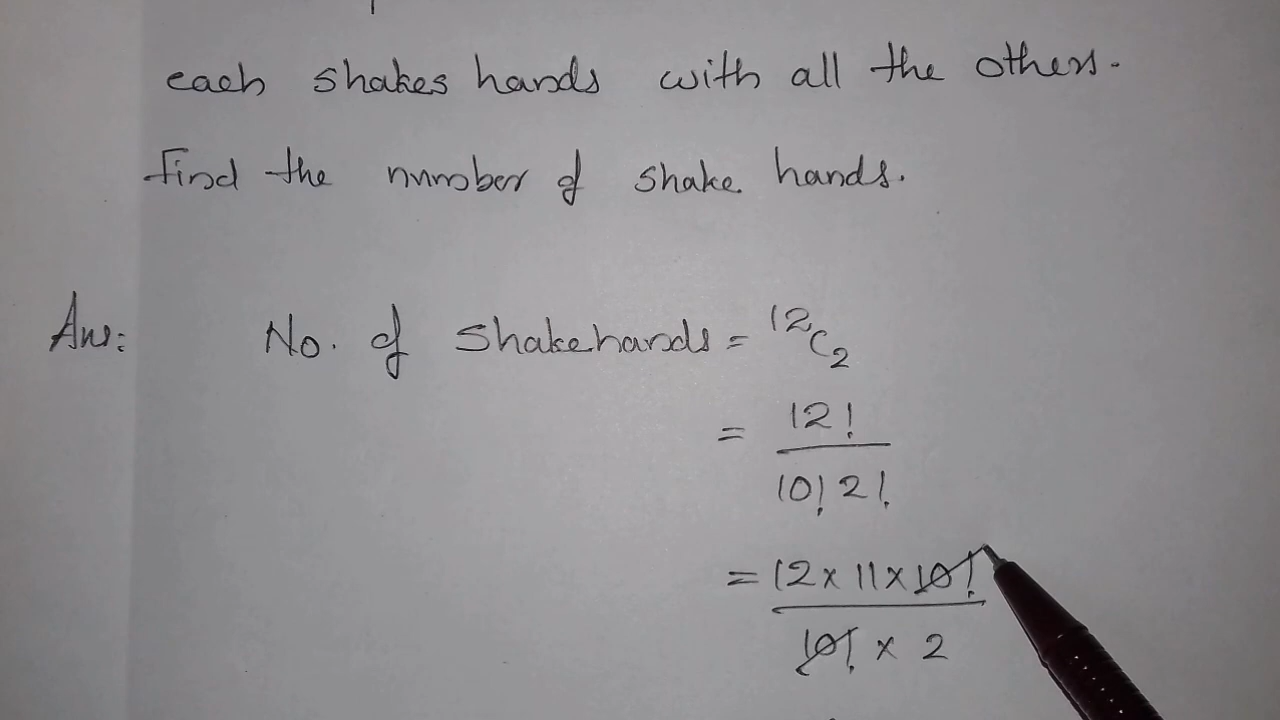 each shakes hands with all the others.
Find the number of shake hands.
Ans: No. of shakehands = ¹²C₂
= 12! / 10! 2!
= 12 × 11 × 10! / 10! × 2